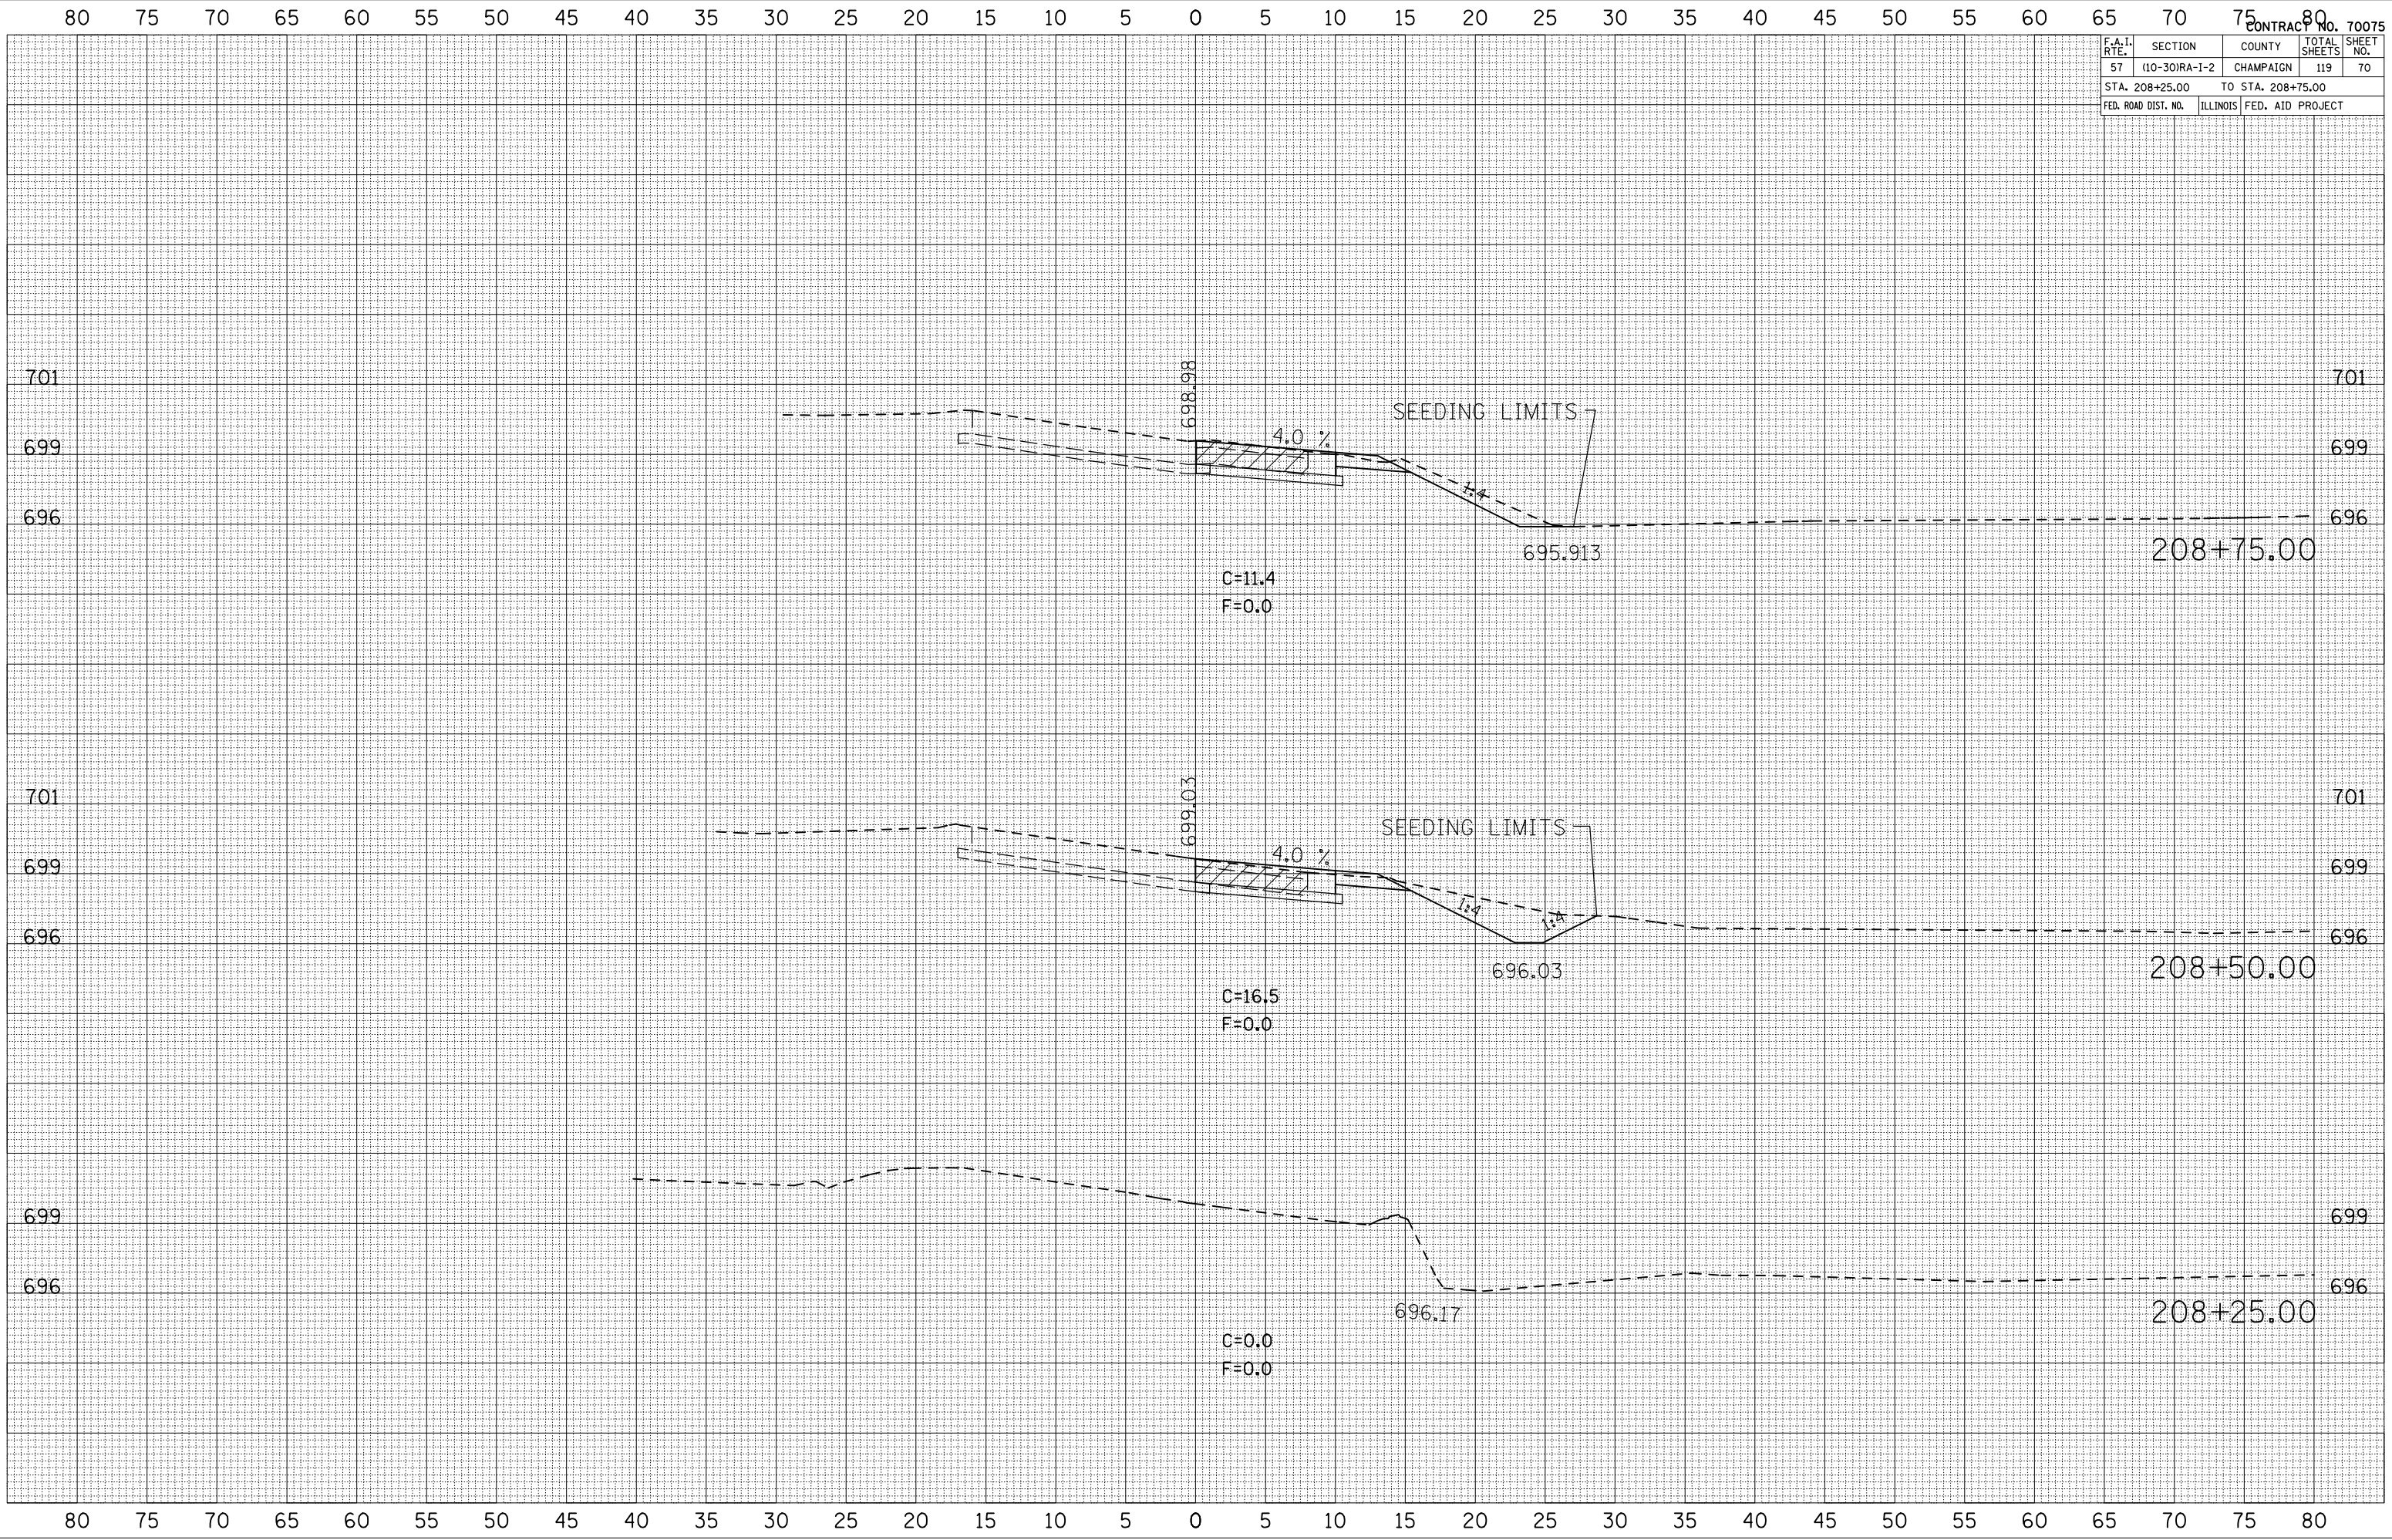 80 75 70 65 60 55 50 45 40 35 30 25 20 15 10 5 0 5 10 15 20 25 30 35 40 45 50 55 60 65 70 75 80
CONTRACT NO. 70075
F.A.I. RTE. SECTION COUNTY TOTAL SHEETS SHEET NO.
57 (10-30)RA-I-2 CHAMPAIGN 119 70
STA. 208+25.00 TO STA. 208+75.00
FED. ROAD DIST. NO. ILLINOIS FED. AID PROJECT
701 698.98 701
SEEDING LIMITS
699 4.0 % 699
1:4
696 696
695.913 208+75.00
C=11.4
F=0.0
701 699.03 701
SEEDING LIMITS
699 4.0 % 699
1:4 1:4
696 696
696.03 208+50.00
C=16.5
F=0.0
699 699
696 696
696.17 208+25.00
C=0.0
F=0.0
80 75 70 65 60 55 50 45 40 35 30 25 20 15 10 5 0 5 10 15 20 25 30 35 40 45 50 55 60 65 70 75 80